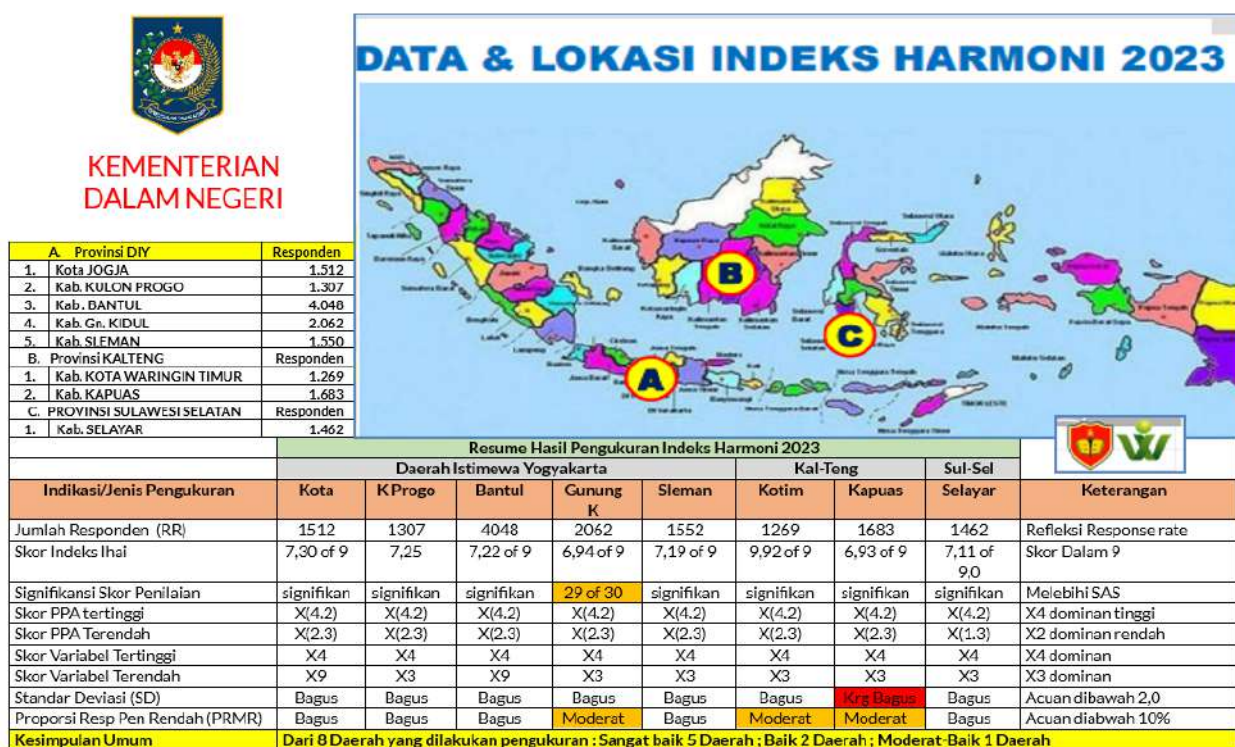 DATA & LOKASI INDEKS HARMONI 2023
KEMENTERIAN
DALAM NEGERI
A. Provinsi DIY Responden
1. Kota JOGJA 1.512
2. Kab. KULON PROGO 1.307
3. Kab. BANTUL 4.048
4. Kab. Gn. KIDUL 2.062
5. Kab. SLEMAN 1.550
B. Provinsi KALTENG Responden
1. Kab. KOTA WARINGIN TIMUR 1.269
2. Kab. KAPUAS 1.683
C. PROVINSI SULAWESI SELATAN Responden
1. Kab. SELAYAR 1.462
A
B
C
TIMOR LESTE
Resume Hasil Pengukuran Indeks Harmoni 2023
Daerah Istimewa Yogyakarta Kal-Teng Sul-Sel
Indikasi/Jenis Pengukuran Kota K Progo Bantul Gunung K Sleman Kotim Kapuas Selayar Keterangan
Jumlah Responden (RR) 1512 1307 4048 2062 1552 1269 1683 1462 Refleksi Response rate
Skor Indeks Ihai 7,30 of 9 7,25 7,22 of 9 6,94 of 9 7,19 of 9 9,92 of 9 6,93 of 9 7,11 of 9,0 Skor Dalam 9
Signifikansi Skor Penilaian signifikan signifikan signifikan 29 of 30 signifikan signifikan signifikan signifikan Melebihi SAS
Skor PPA tertinggi X(4.2) X(4.2) X(4.2) X(4.2) X(4.2) X(4.2) X(4.2) X(4.2) X4 dominan tinggi
Skor PPA Terendah X(2.3) X(2.3) X(2.3) X(2.3) X(2.3) X(2.3) X(2.3) X(1.3) X2 dominan rendah
Skor Variabel Tertinggi X4 X4 X4 X4 X4 X4 X4 X4 X4 dominan
Skor Variabel Terendah X9 X3 X9 X3 X3 X3 X3 X3 X3 dominan
Standar Deviasi (SD) Bagus Bagus Bagus Bagus Bagus Bagus Krg Bagus Bagus Acuan dibawah 2,0
Proporsi Resp Pen Rendah (PRMR) Bagus Bagus Bagus Moderat Bagus Moderat Moderat Bagus Acuan diabwah 10%
Kesimpulan Umum Dari 8 Daerah yang dilakukan pengukuran : Sangat baik 5 Daerah ; Baik 2 Daerah ; Moderat-Baik 1 Daerah